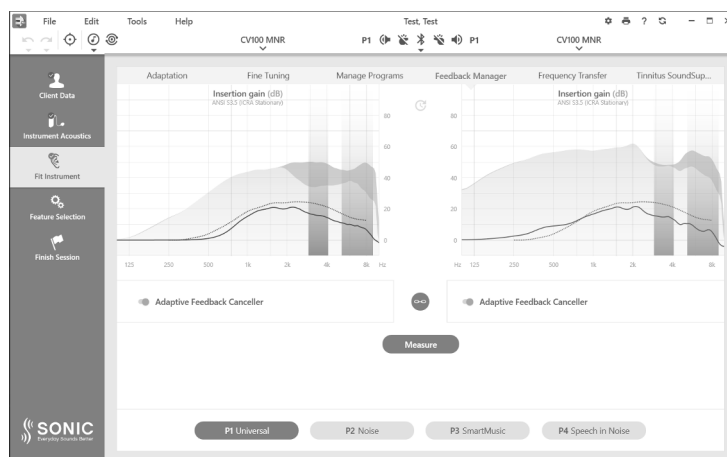 File Edit Tools Help Test, Test
CV100 MNR P1 P1 CV100 MNR
Client Data
Instrument Acoustics
Fit Instrument
Feature Selection
Finish Session
Adaptation Fine Tuning Manage Programs Feedback Manager Frequency Transfer Tinnitus SoundSup...
Insertion gain (dB) Insertion gain (dB)
ANSI S3.5 (ICRA Stationary) ANSI S3.5 (ICRA Stationary)
80 80
60 60
40 40
20 20
0 0
125 250 500 1k 2k 4k 8k Hz Hz 125 250 500 1k 2k 4k 8k
Adaptive Feedback Canceller Adaptive Feedback Canceller
Measure
P1 Universal P2 Noise P3 SmartMusic P4 Speech in Noise
SONIC
Everyday Sounds Better